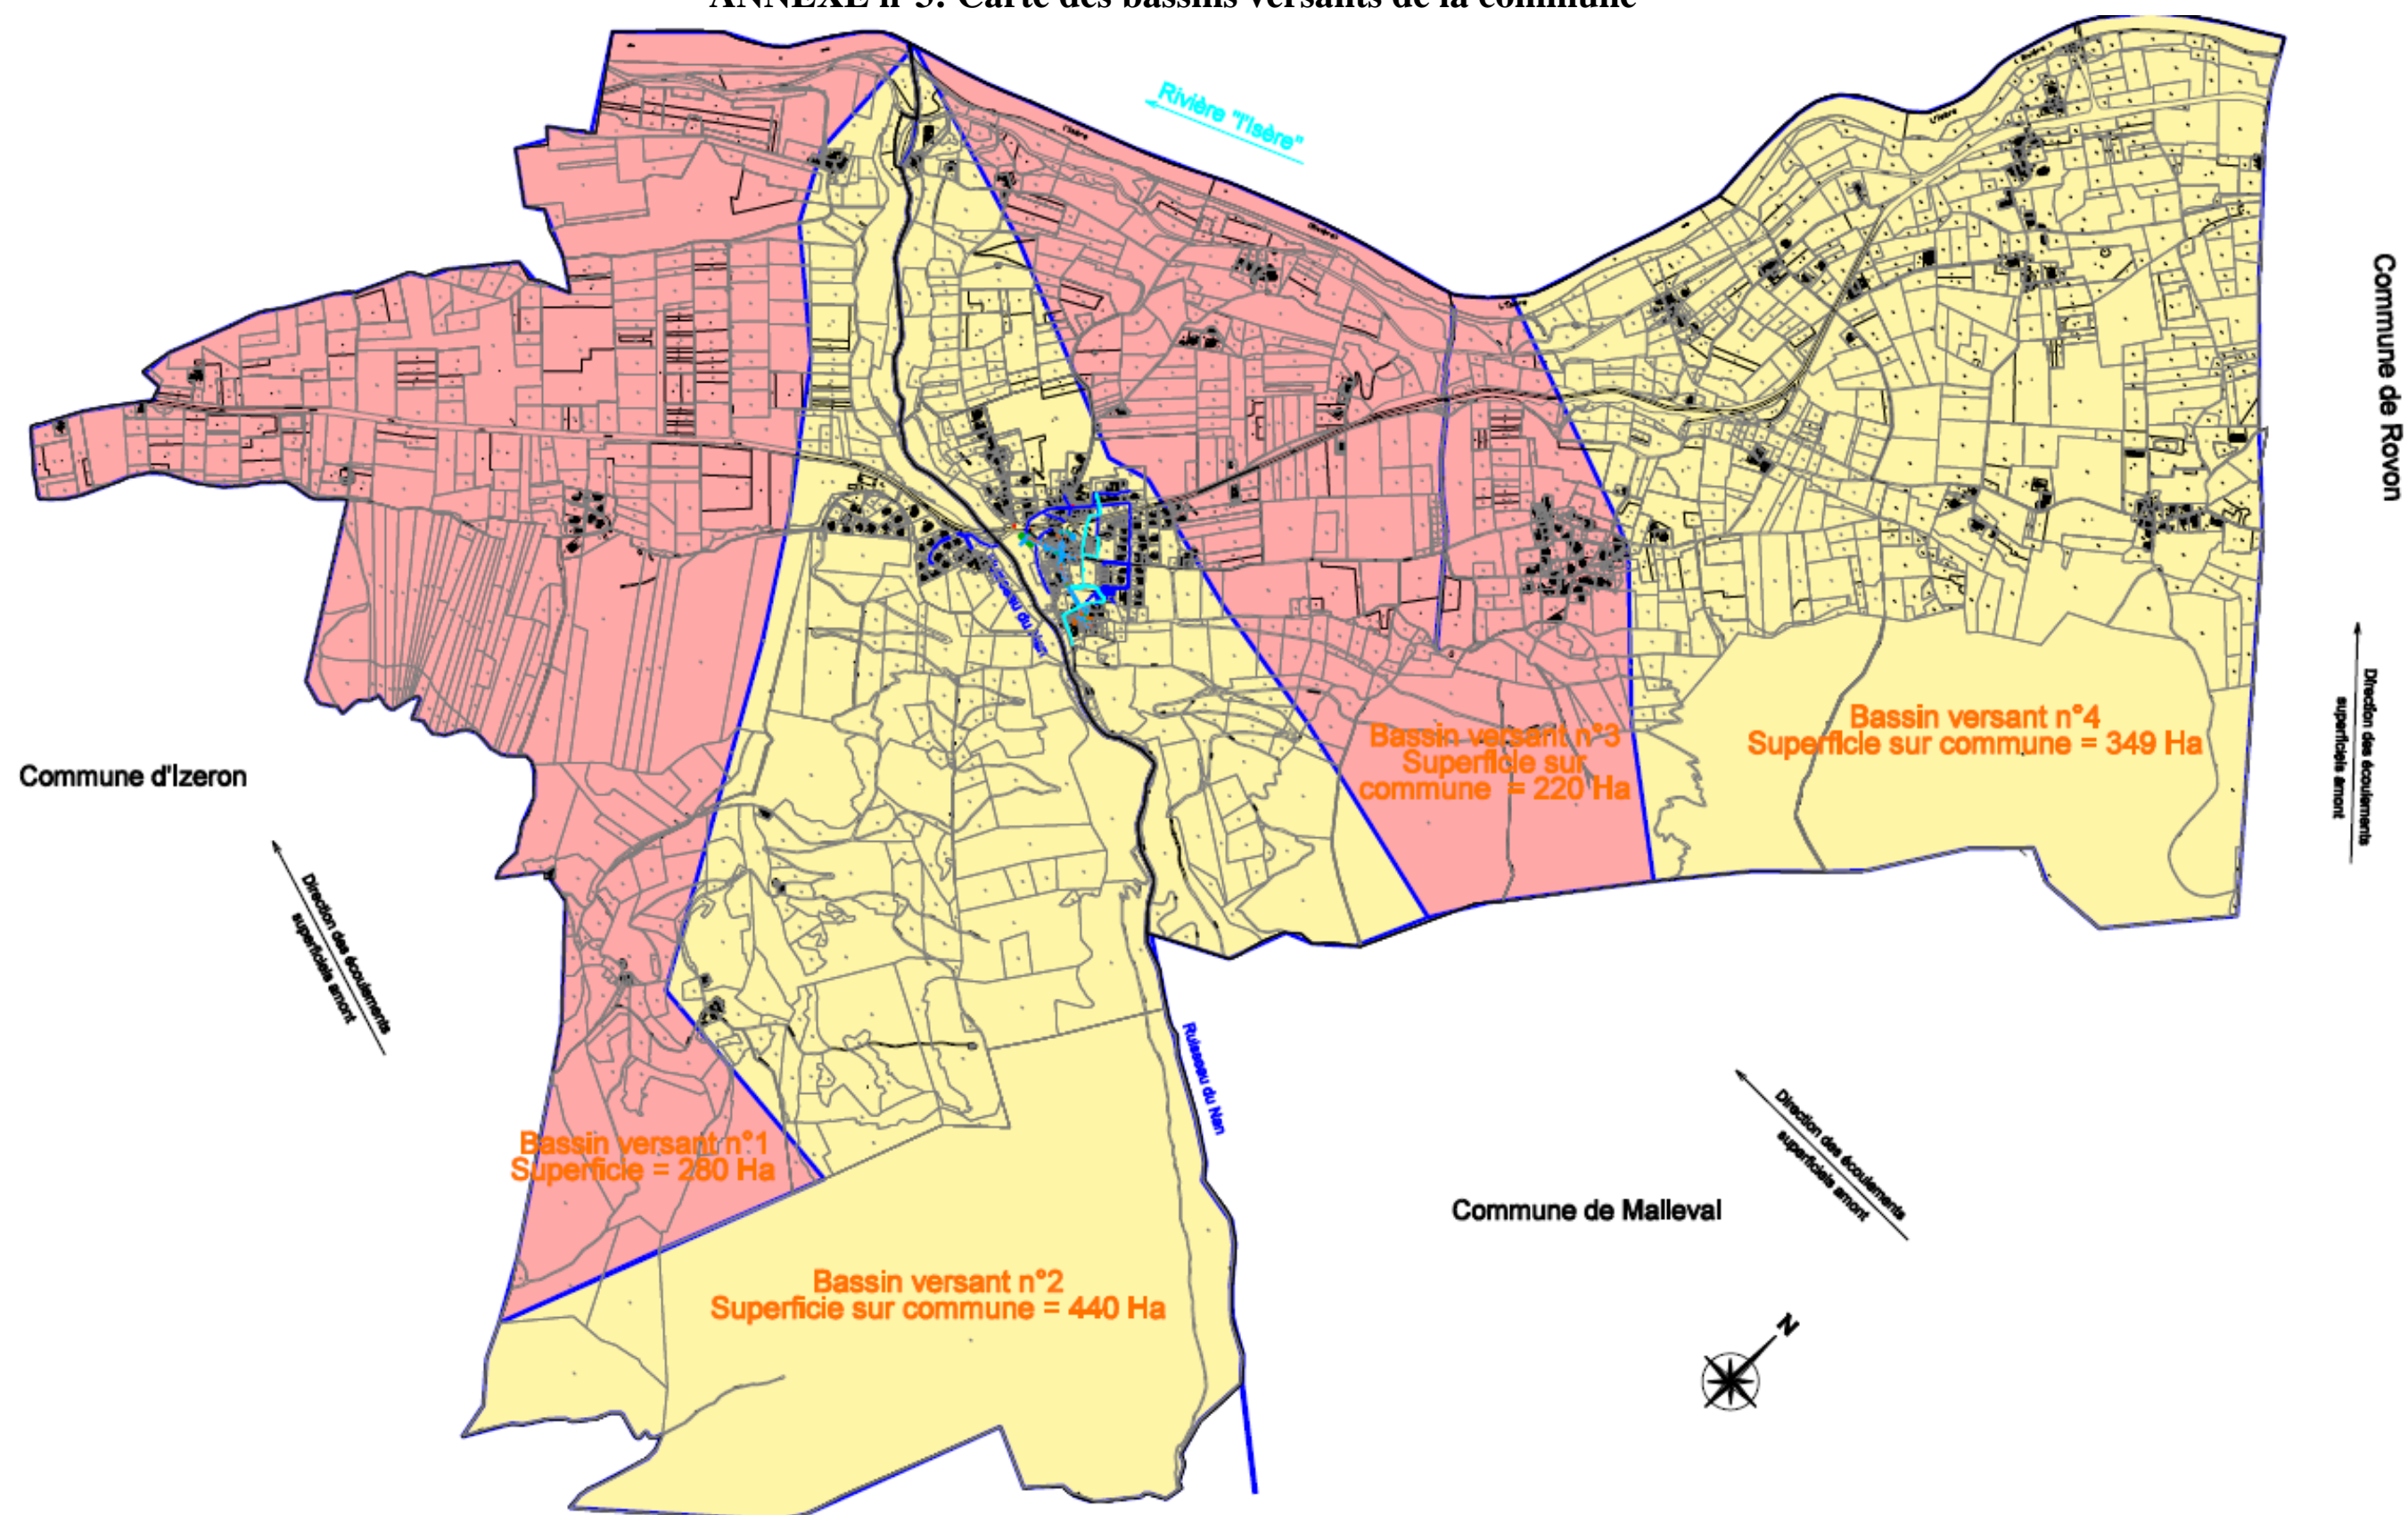 ANNEXE n°3: Carte des bassins versants de la commune
Rivière "l'Isère"
l'Isère
L'Isère
L'Isère
Commune de Rovon
Ruisseau du Nan
Direction des écoulements
superficiels amont
Bassin versant n°4
Superficie sur commune = 349 Ha
Bassin versant n°3
Superficie sur
commune = 220 Ha
Commune d'Izeron
Direction des écoulements
superficiels amont
Ruisseau du Nan
Bassin versant n°1
Superficie = 280 Ha
Direction des écoulements
superficiels amont
Commune de Malleval
Bassin versant n°2
Superficie sur commune = 440 Ha
N